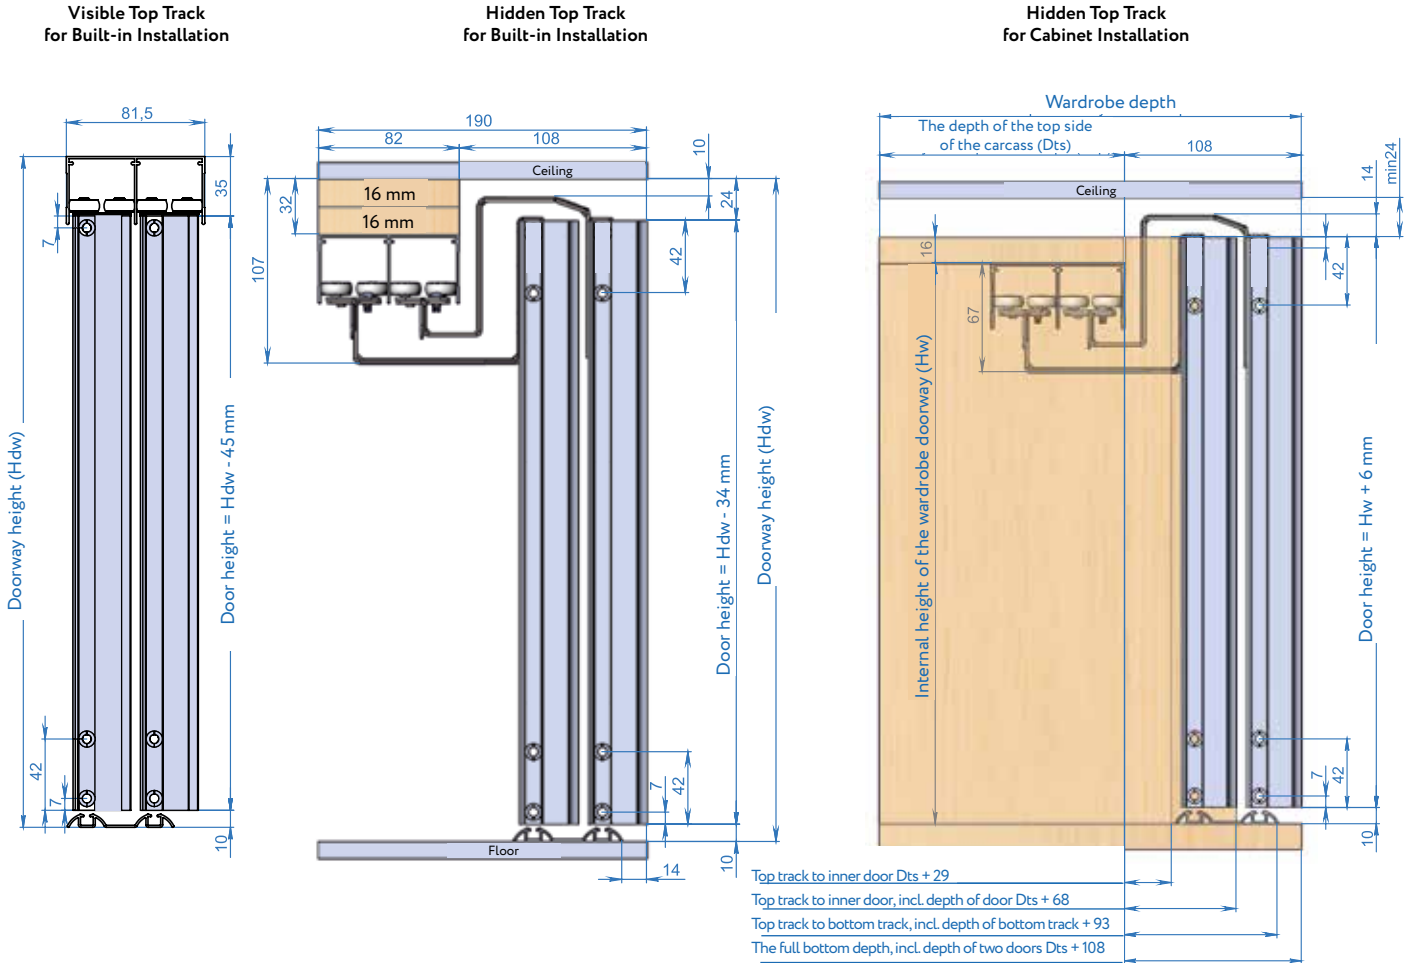 Visible Top Track
for Built-in Installation
81,5
35
7
Doorway height (Hdw)
Door height = Hdw - 45 mm
42
7
10
Hidden Top Track
for Built-in Installation
190
82
108
10
Ceiling
16 mm
16 mm
32
24
42
107
Door height = Hdw - 34 mm
Doorway height (Hdw)
7
42
Floor
10
14
Hidden Top Track
for Cabinet Installation
Wardrobe depth
The depth of the top side
of the carcass (Dts)
108
14
min24
Ceiling
16
42
67
Internal height of the wardrobe doorway (Hw)
Door height = Hw + 6 mm
7
42
10
Top track to inner door Dts + 29
Top track to inner door, incl. depth of door Dts + 68
Top track to bottom track, incl. depth of bottom track + 93
The full bottom depth, incl. depth of two doors Dts + 108